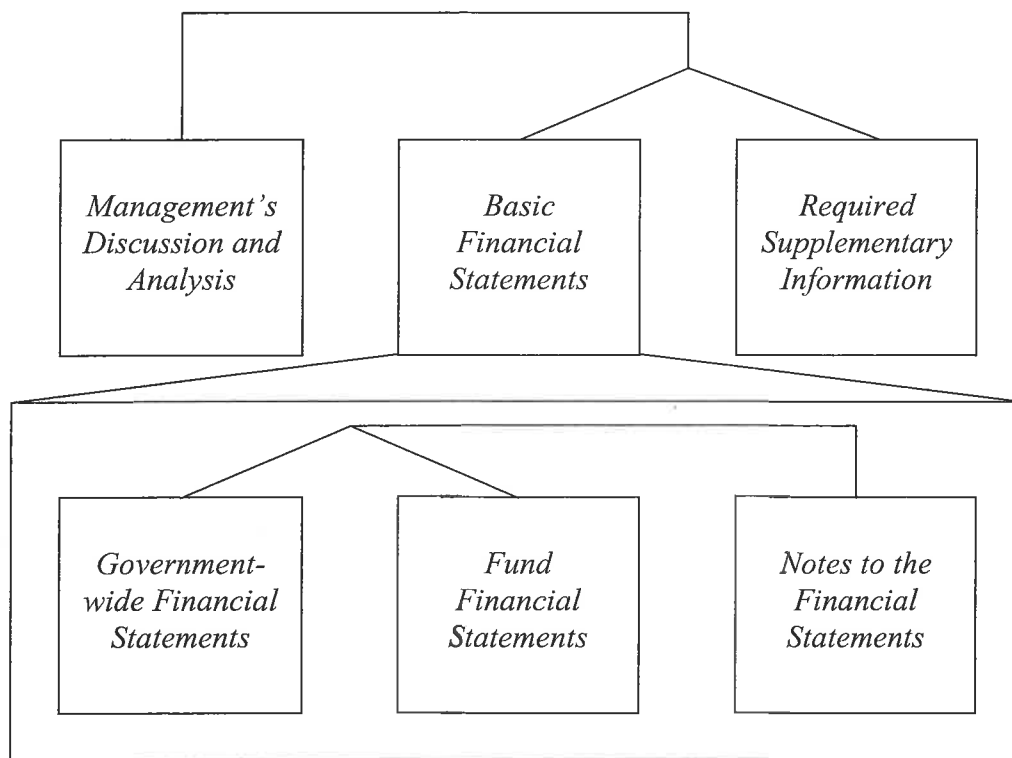 Management's
Discussion and
Analysis
Basic
Financial
Statements
Required
Supplementary
Information
Government-
wide Financial
Statements
Fund
Financial
Statements
Notes to the
Financial
Statements